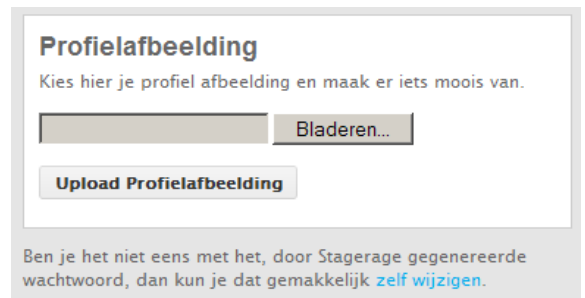 Profielafbeelding
Kies hier je profiel afbeelding en maak er iets moois van.
Bladeren...
Upload Profielafbeelding
Ben je het niet eens met het, door Stagerage gegenereerde
wachtwoord, dan kun je dat gemakkelijk zelf wijzigen.